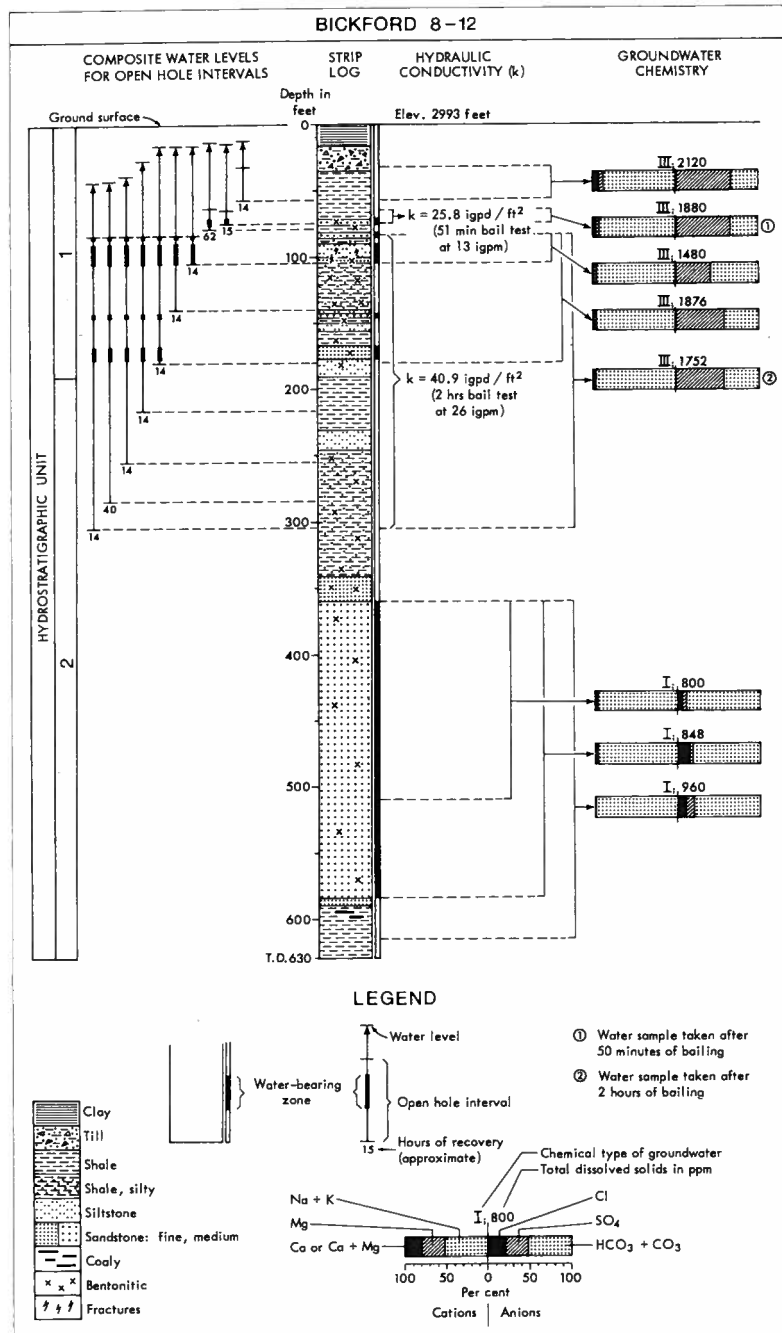 BICKFORD 8-12
COMPOSITE WATER LEVELS
FOR OPEN HOLE INTERVALS
STRIP
LOG
HYDRAULIC
CONDUCTIVITY (k)
GROUNDWATER
CHEMISTRY
Depth in
feet
Ground surface
Elev. 2993 feet
0
100
200
300
400
500
600
T.D. 630
HYDROSTRATIGRAPHIC UNIT
1
2
14
15
62
14
14
14
14
14
40
14
k = 25.8 igpd / ft²
(51 min bail test
at 13 igpm)
k = 40.9 igpd / ft²
(2 hrs bail test
at 26 igpm)
III, 2120
III, 1880 ①
III, 1480
III, 1876
III, 1752
②
I, 800
I, 848
I, 960
LEGEND
Water level
Water-bearing
zone
Open hole interval
15
Hours of recovery
(approximate)
① Water sample taken after
50 minutes of bailing
② Water sample taken after
2 hours of bailing
Clay
Till
Shale
Shale, silty
Siltstone
Sandstone: fine, medium
Coaly
Bentonitic
Fractures
Chemical type of groundwater
Total dissolved solids in ppm
Na + K
Mg
Ca or Ca + Mg
I, 800
Cl
SO₄
HCO₃ + CO₃
100 50 0 50 100
Per cent
Cations | Anions